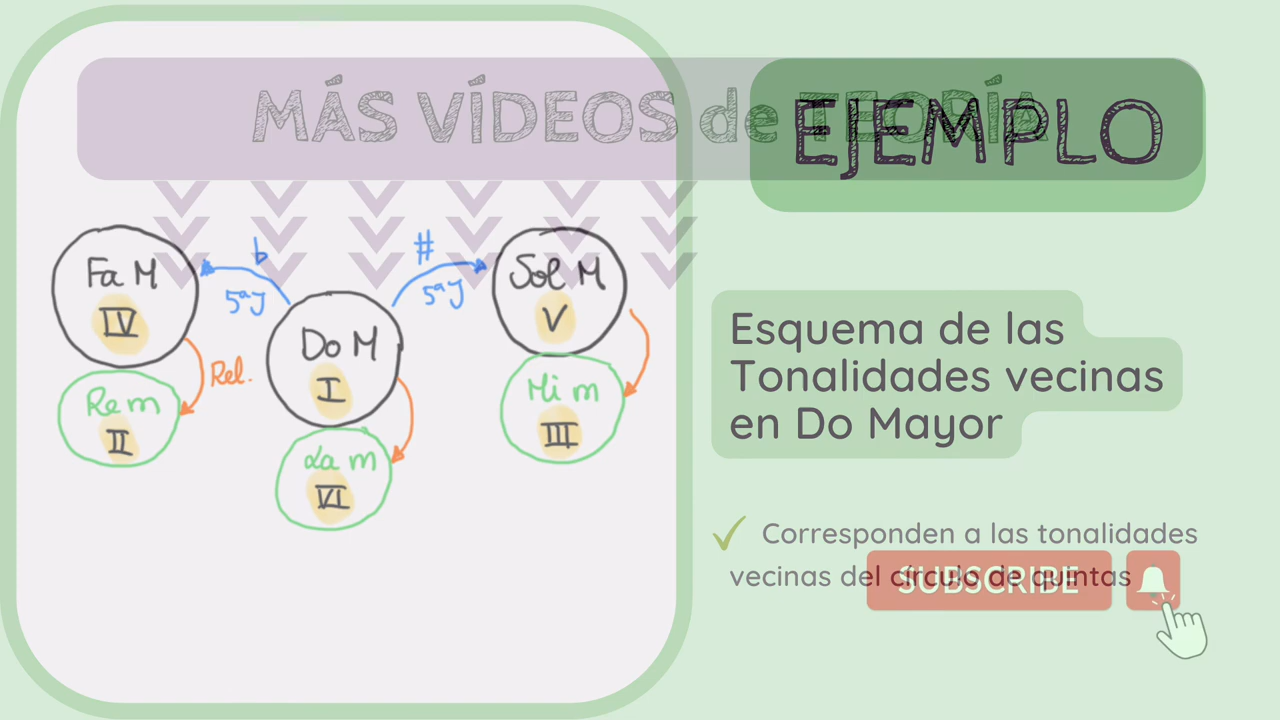 MÁS VÍDEOS de TEORÍA
EJEMPLO
b
#
Fa M
5ªJ
5ªJ
Sol M
IV
Do M
V
Rel.
I
Re m
Mi m
II
III
La m
VI
Esquema de las
Tonalidades vecinas
en Do Mayor
Corresponden a las tonalidades
vecinas del círculo de quintas
SUBSCRIBE